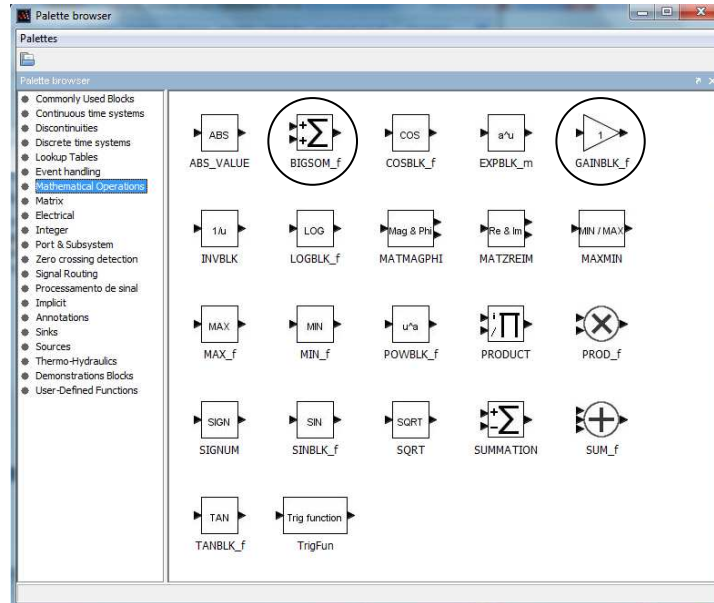 Palette browser
Palettes
Palette browser
Commonly Used Blocks
Continuous time systems
Discontinuities
Discrete time systems
Lookup Tables
Event handling
Mathematical Operations
Matrix
Electrical
Integer
Port & Subsystem
Zero crossing detection
Signal Routing
Processamento de sinal
Implicit
Annotations
Sinks
Sources
Thermo-Hydraulics
Demonstrations Blocks
User-Defined Functions
ABS
+ + Σ
COS
a^u
1
ABS_VALUE
BIGSOM_f
COSBLK_f
EXPBLK_m
GAINBLK_f
1/u
LOG
Mag & Phi
Re & Im
MIN / MAX
INVBLK
LOGBLK_f
MATMAGPHI
MATZREIM
MAXMIN
MAX
MIN
u^a
/ ∏
×
MAX_f
MIN_f
POWBLK_f
PRODUCT
PROD_f
SIGN
SIN
SQRT
+ − Σ
+
SIGNUM
SINBLK_f
SQRT
SUMMATION
SUM_f
TAN
Trig function
TANBLK_f
TrigFun